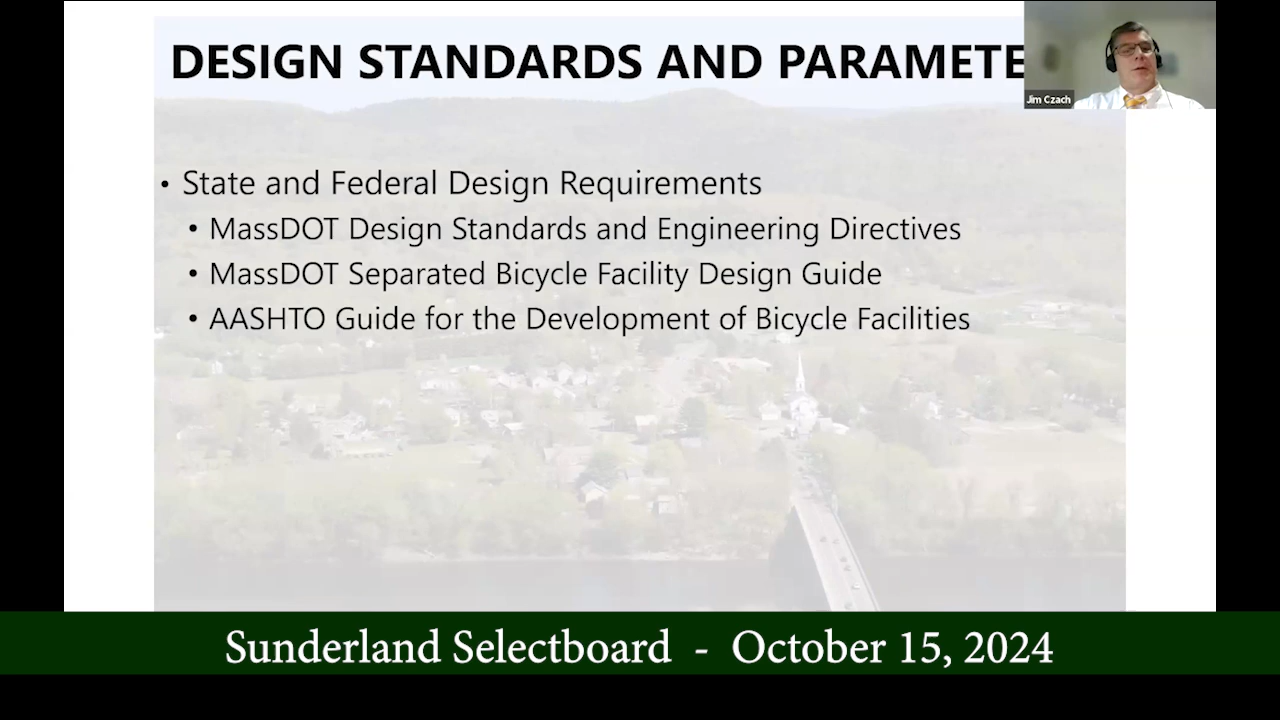 DESIGN STANDARDS AND PARAMETE
Jim Czach
• State and Federal Design Requirements
• MassDOT Design Standards and Engineering Directives
• MassDOT Separated Bicycle Facility Design Guide
• AASHTO Guide for the Development of Bicycle Facilities
Sunderland Selectboard - October 15, 2024